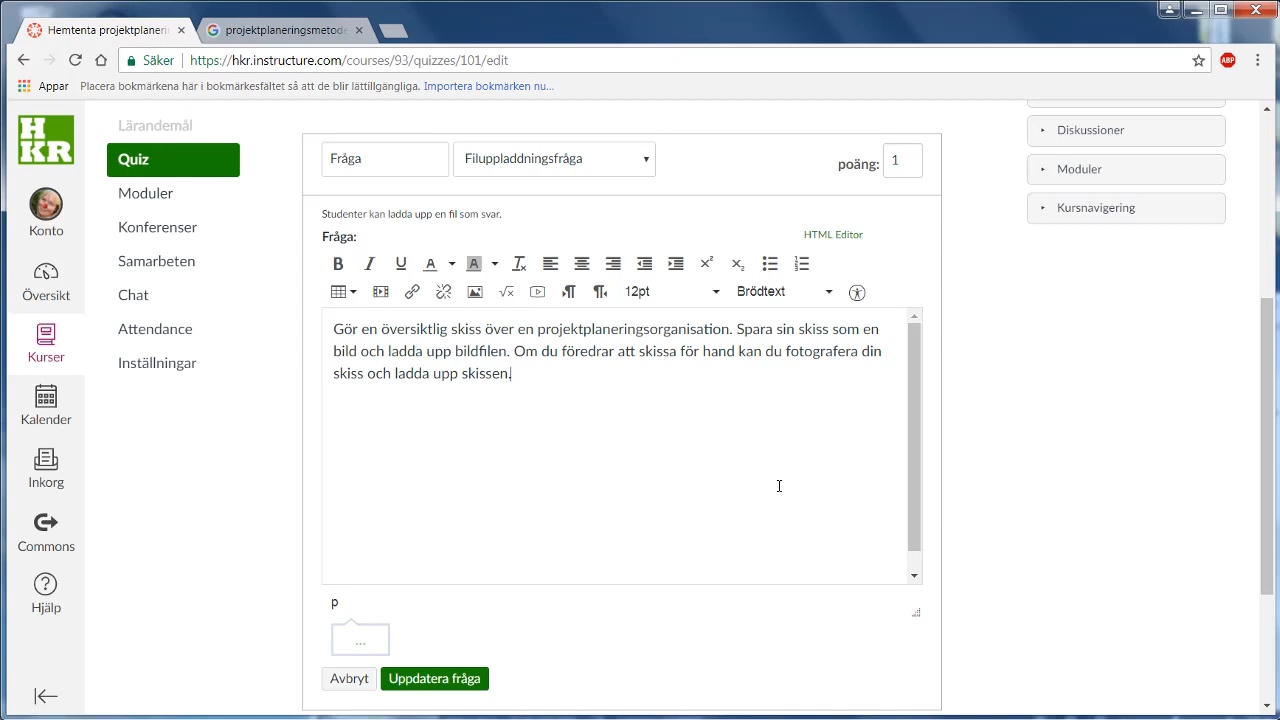 Hemtenta projektplaneri
projektplaneringsmetode
Säker
https://hkr.instructure.com/courses/93/quizzes/101/edit
ABP
Appar Placera bokmärkena här i bokmärkesfältet så att de blir lättillgängliga. Importera bokmärken nu...
HKR
Konto
Översikt
Kurser
Kalender
Inkorg
Commons
Hjälp
Lärandemål
Quiz
Moduler
Konferenser
Samarbeten
Chat
Attendance
Inställningar
Fråga Filuppladdningsfråga poäng: 1
Studenter kan ladda upp en fil som svar.
Fråga: HTML Editor
12pt Brödtext
Gör en översiktlig skiss över en projektplaneringsorganisation. Spara sin skiss som en
bild och ladda upp bildfilen. Om du föredrar att skissa för hand kan du fotografera din
skiss och ladda upp skissen.
p
...
Avbryt Uppdatera fråga
Diskussioner
Moduler
Kursnavigering